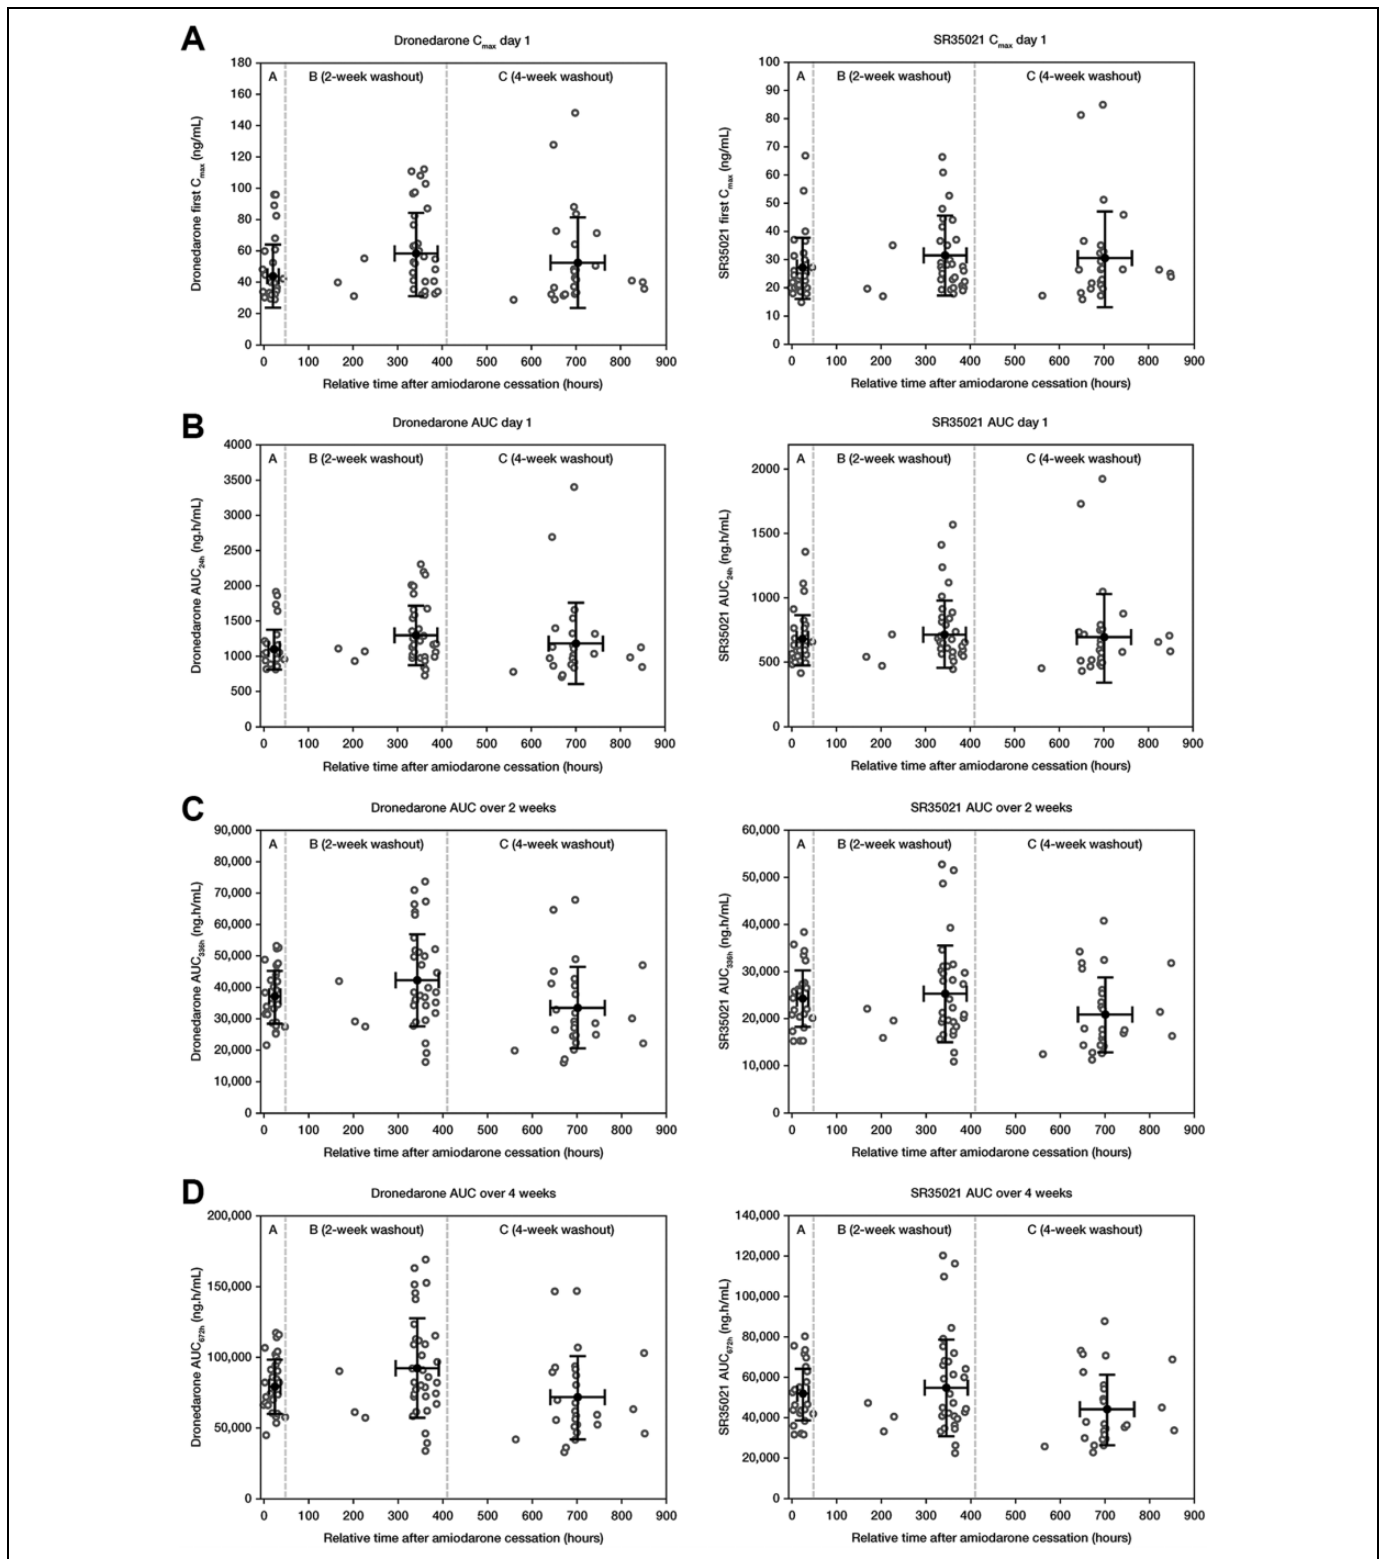 A
Dronedarone Cmax day 1
SR35021 Cmax day 1
Dronedarone first Cmax (ng/mL)
180
160
140
120
100
80
60
40
20
0
A
B (2-week washout)
C (4-week washout)
0 100 200 300 400 500 600 700 800 900
Relative time after amiodarone cessation (hours)
SR35021 first Cmax (ng/mL)
100
90
80
70
60
50
40
30
20
10
0
A
B (2-week washout)
C (4-week washout)
0 100 200 300 400 500 600 700 800 900
Relative time after amiodarone cessation (hours)
B
Dronedarone AUC day 1
SR35021 AUC day 1
Dronedarone AUC24h (ng.h/mL)
4000
3500
3000
2500
2000
1500
1000
500
0
A
B (2-week washout)
C (4-week washout)
0 100 200 300 400 500 600 700 800 900
Relative time after amiodarone cessation (hours)
SR35021 AUC24h (ng.h/mL)
2000
1500
1000
500
0
A
B (2-week washout)
C (4-week washout)
0 100 200 300 400 500 600 700 800 900
Relative time after amiodarone cessation (hours)
C
Dronedarone AUC over 2 weeks
SR35021 AUC over 2 weeks
Dronedarone AUC336h (ng.h/mL)
90,000
80,000
70,000
60,000
50,000
40,000
30,000
20,000
10,000
0
A
B (2-week washout)
C (4-week washout)
0 100 200 300 400 500 600 700 800 900
Relative time after amiodarone cessation (hours)
SR35021 AUC336h (ng.h/mL)
60,000
50,000
40,000
30,000
20,000
10,000
0
A
B (2-week washout)
C (4-week washout)
0 100 200 300 400 500 600 700 800 900
Relative time after amiodarone cessation (hours)
D
Dronedarone AUC over 4 weeks
SR35021 AUC over 4 weeks
Dronedarone AUC672h (ng.h/mL)
200,000
150,000
100,000
50,000
0
A
B (2-week washout)
C (4-week washout)
0 100 200 300 400 500 600 700 800 900
Relative time after amiodarone cessation (hours)
SR35021 AUC672h (ng.h/mL)
140,000
120,000
100,000
80,000
60,000
40,000
20,000
0
A
B (2-week washout)
C (4-week washout)
0 100 200 300 400 500 600 700 800 900
Relative time after amiodarone cessation (hours)